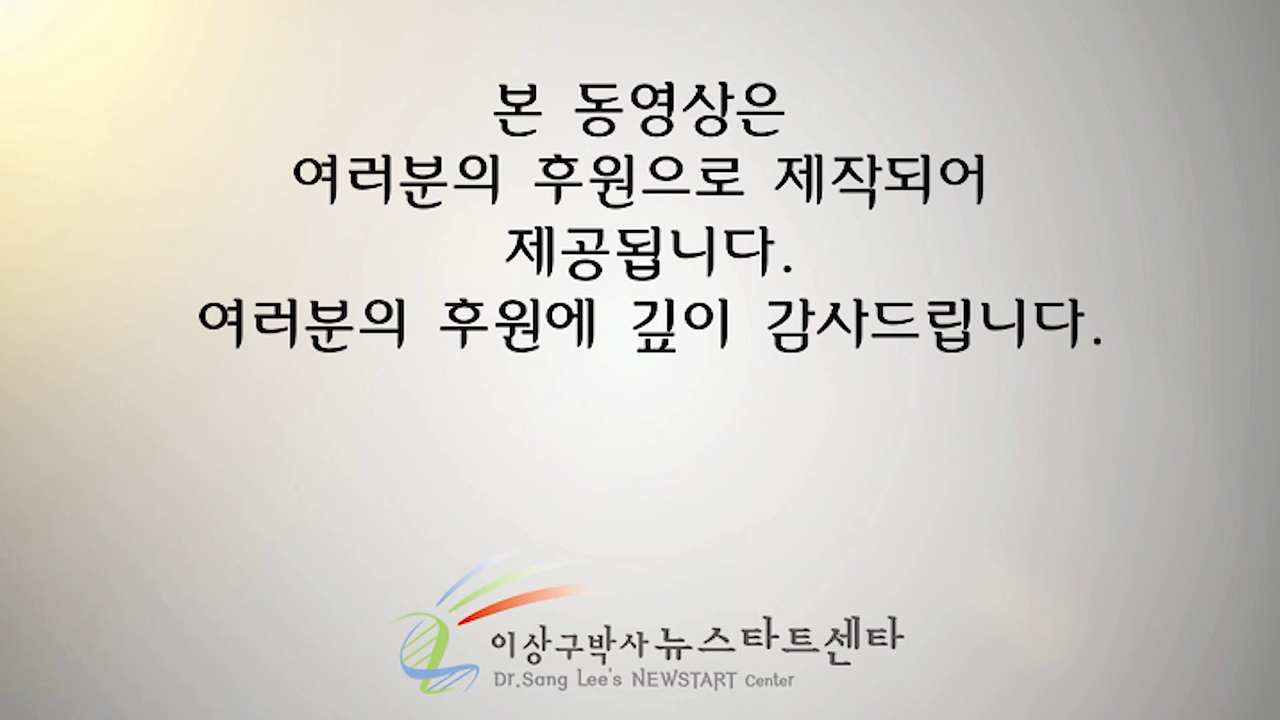 본 동영상은
여러분의 후원으로 제작되어
제공됩니다.
여러분의 후원에 깊이 감사드립니다.
이상구박사 뉴스타트센타
Dr.Sang Lee's NEWSTART Center